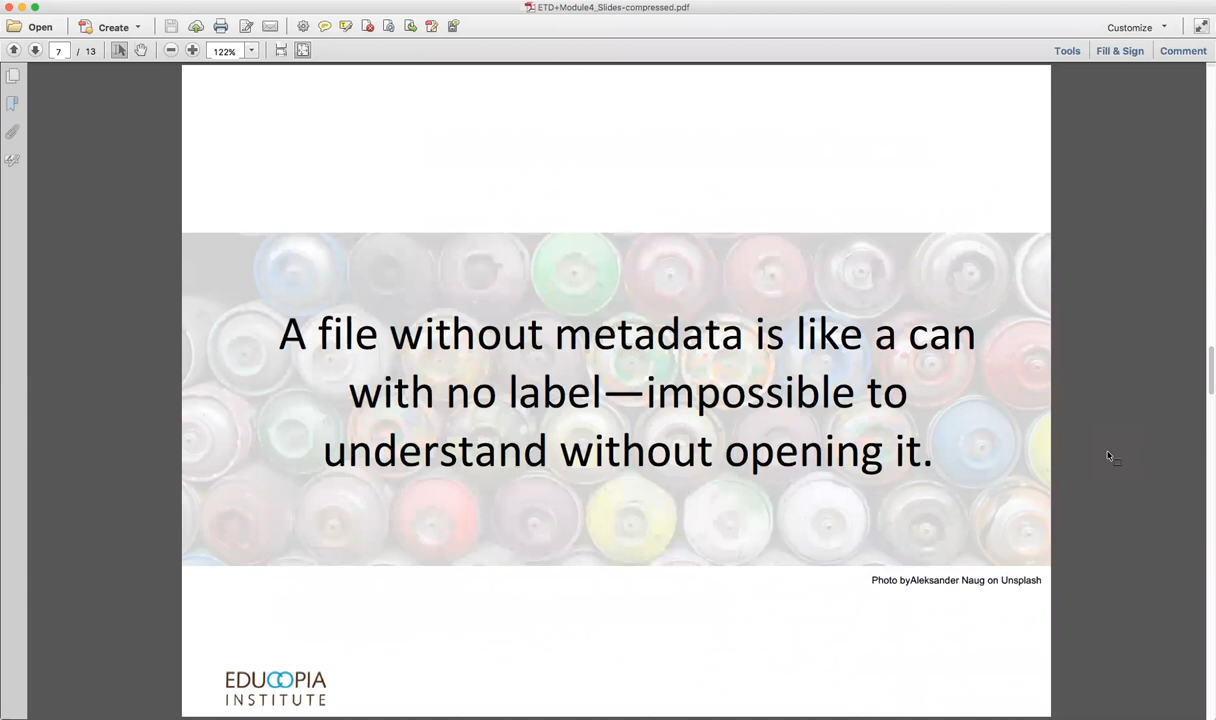 ETD+Module4_Slides-compressed.pdf
Open
Create
Customize
7 / 13
122%
Tools
Fill & Sign
Comment
A file without metadata is like a can
with no label—impossible to
understand without opening it.
Photo byAleksander Naug on Unsplash
EDUCOPIA
INSTITUTE